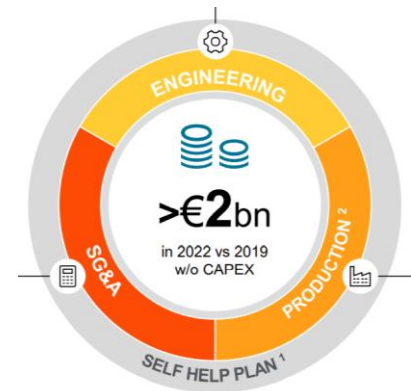 ENGINEERING
>€2bn
in 2022 vs 2019
w/o CAPEX
SG&A
PRODUCTION 2
SELF HELP PLAN 1